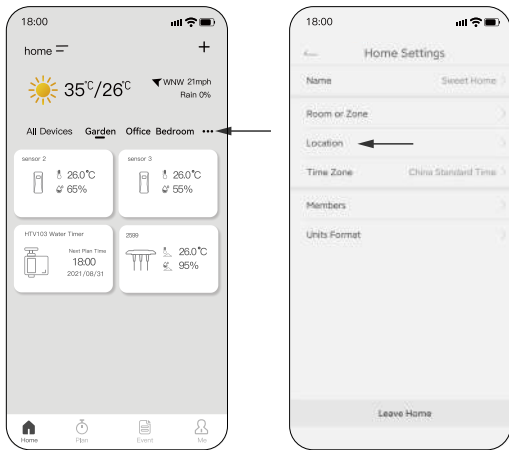 18:00
home
+
35°C/26°C
WNW 21mph
Rain 0%
All Devices Garden Office Bedroom •••
sensor 2
26.0°C
65%
sensor 3
26.0°C
55%
HTV103 Water Timer
Next Plan Time
18:00
2021/08/31
2599
26.0°C
95%
Home Plan Event Me
18:00
Home Settings
Name Sweet Home
Room or Zone
Location
Time Zone China Standard Time
Members
Units Format
Leave Home